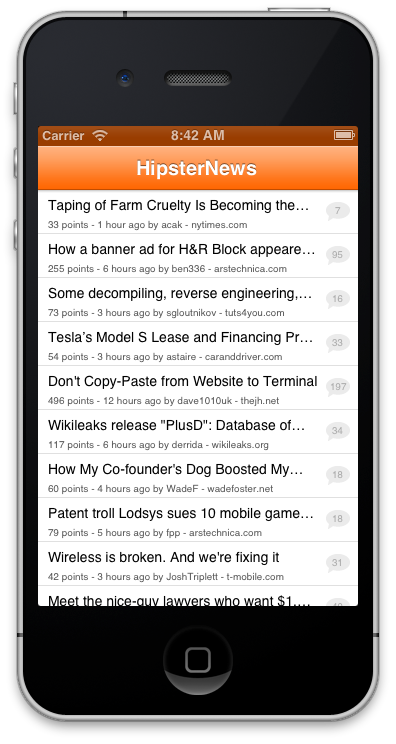 Carrier 8:42 AM
HipsterNews
Taping of Farm Cruelty Is Becoming the…
7
33 points - 1 hour ago by acak - nytimes.com
How a banner ad for H&R Block appeare…
95
255 points - 6 hours ago by ben336 - arstechnica.com
Some decompiling, reverse engineering,…
16
73 points - 3 hours ago by sgloutnikov - tuts4you.com
Tesla's Model S Lease and Financing Pr…
33
54 points - 3 hours ago by astaire - caranddriver.com
Don't Copy-Paste from Website to Terminal
197
496 points - 12 hours ago by dave1010uk - thejh.net
Wikileaks release "PlusD": Database of…
34
117 points - 6 hours ago by derrida - wikileaks.org
How My Co-founder's Dog Boosted My…
18
60 points - 4 hours ago by WadeF - wadefoster.net
Patent troll Lodsys sues 10 mobile game…
18
79 points - 5 hours ago by fpp - arstechnica.com
Wireless is broken. And we're fixing it
31
42 points - 3 hours ago by JoshTriplett - t-mobile.com
Meet the nice-guy lawyers who want $1,…